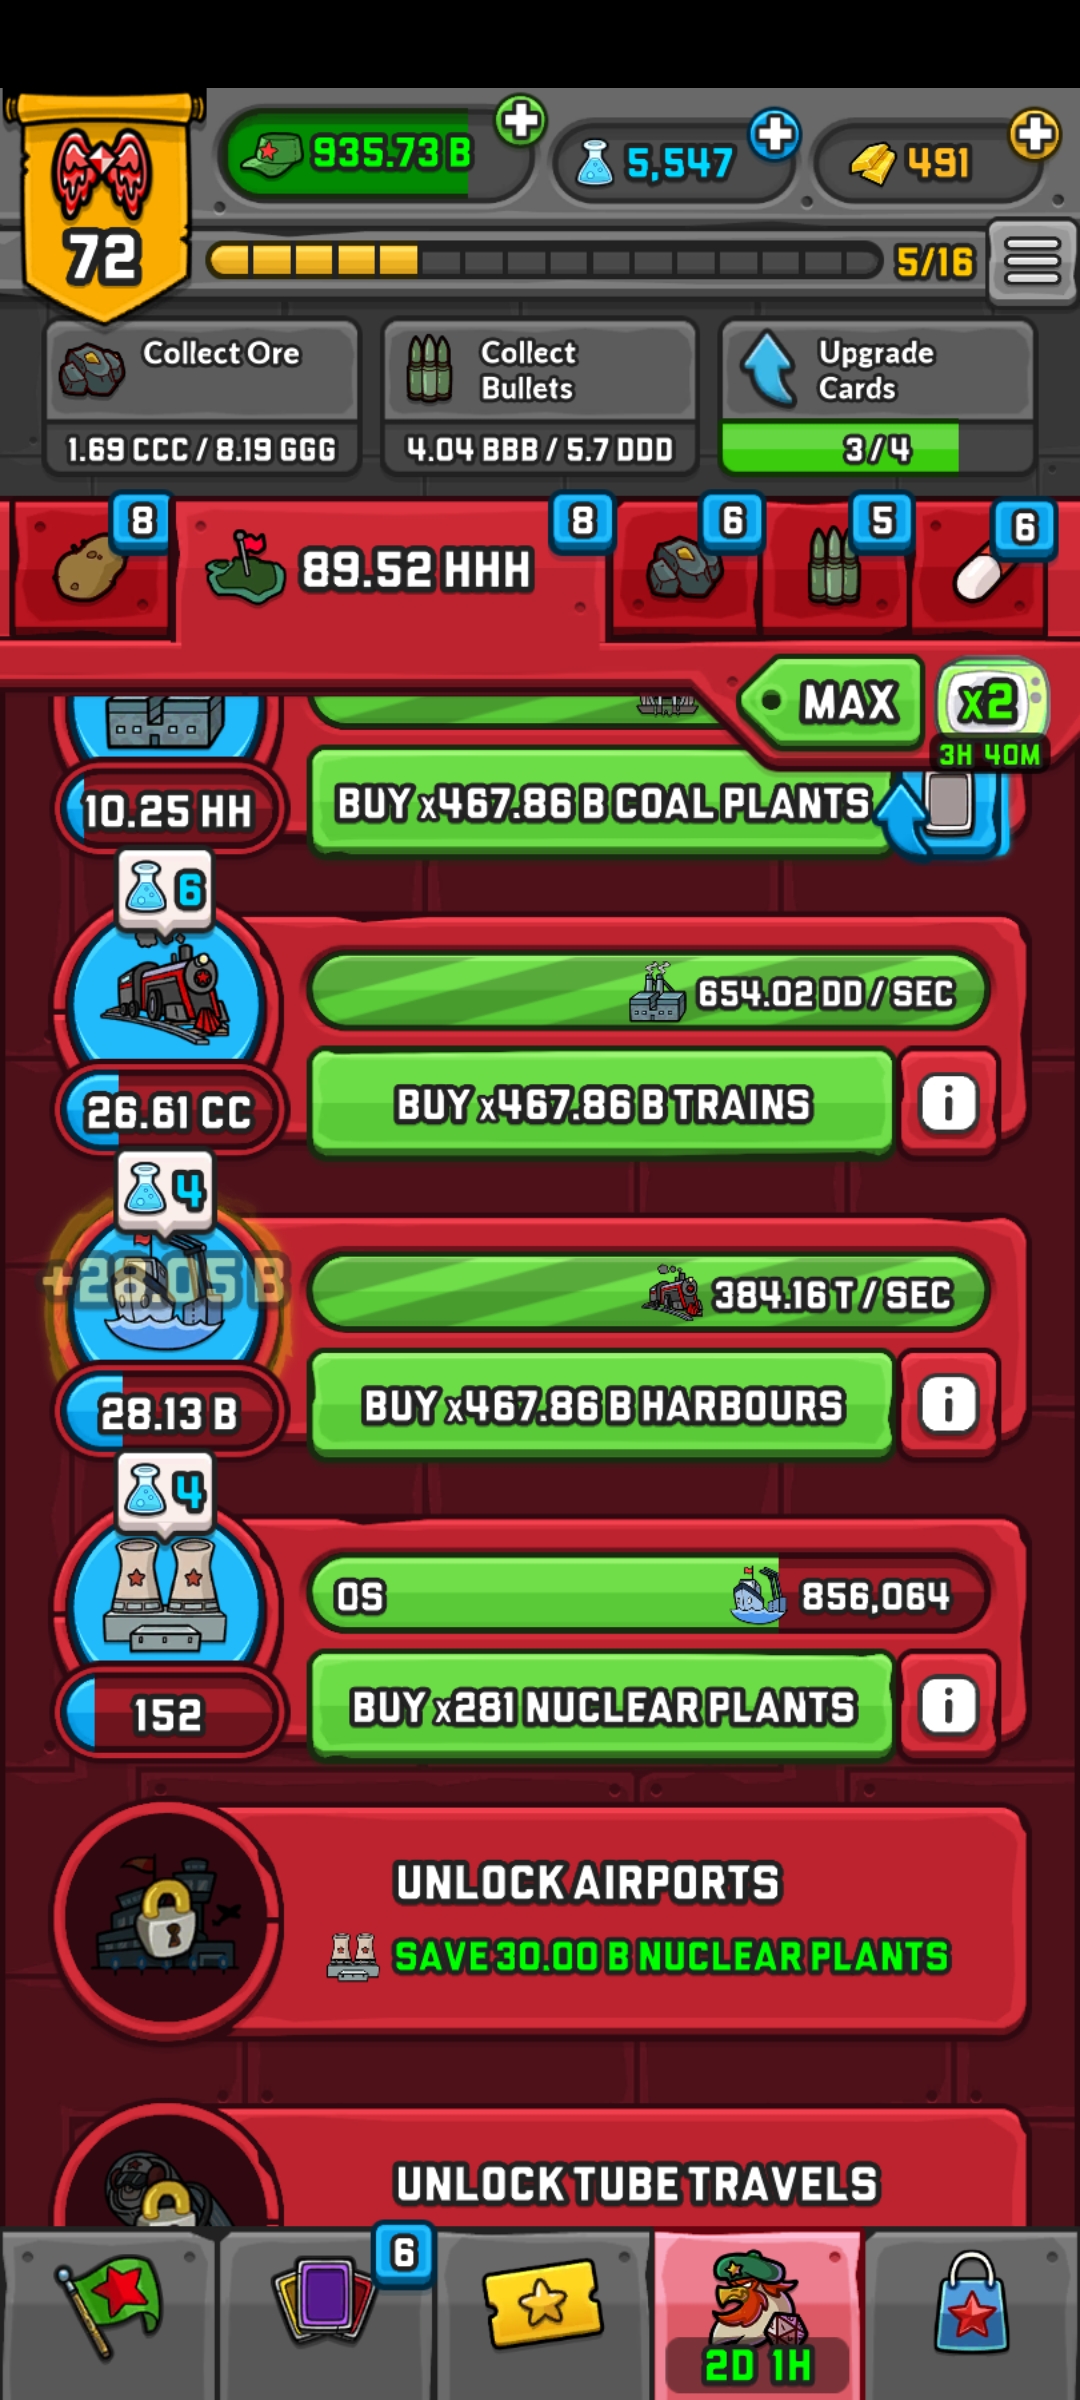 935.73 B
5,547
491
72
5/16
Collect Ore
1.69 CCC / 8.19 GGG
Collect
Bullets
4.04 BBB / 5.7 DDD
Upgrade
Cards
3/4
8
89.52 HHH
8
6
5
6
MAX
x2
3H 40M
10.25 HH
BUY x467.86 B COAL PLANTS
6
654.02 DD / SEC
26.61 CC
BUY x467.86 B TRAINS
i
4
+28.05 B
384.16 T / SEC
28.13 B
BUY x467.86 B HARBOURS
i
4
0S
856,064
152
BUY x281 NUCLEAR PLANTS
i
UNLOCK AIRPORTS
SAVE 30.00 B NUCLEAR PLANTS
UNLOCK TUBE TRAVELS
6
2D 1H